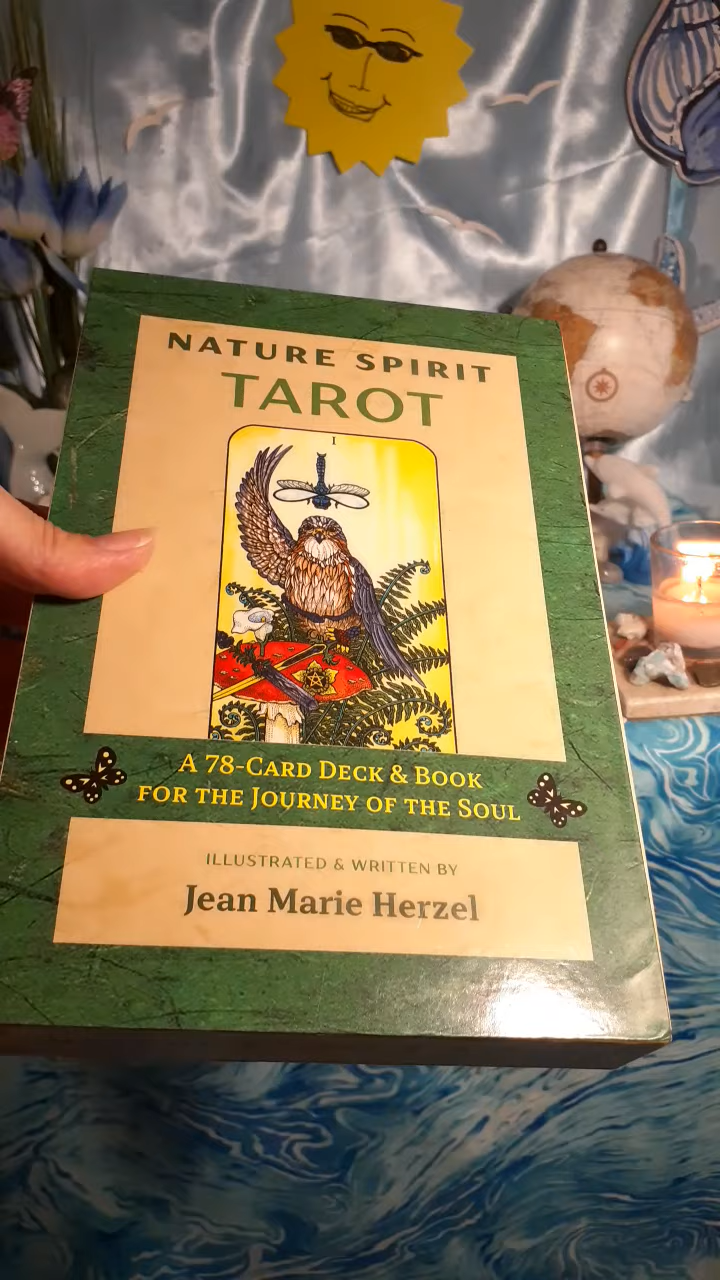 NATURE SPIRIT
TAROT
I
A 78-CARD DECK & BOOK
FOR THE JOURNEY OF THE SOUL
ILLUSTRATED & WRITTEN BY
Jean Marie Herzel